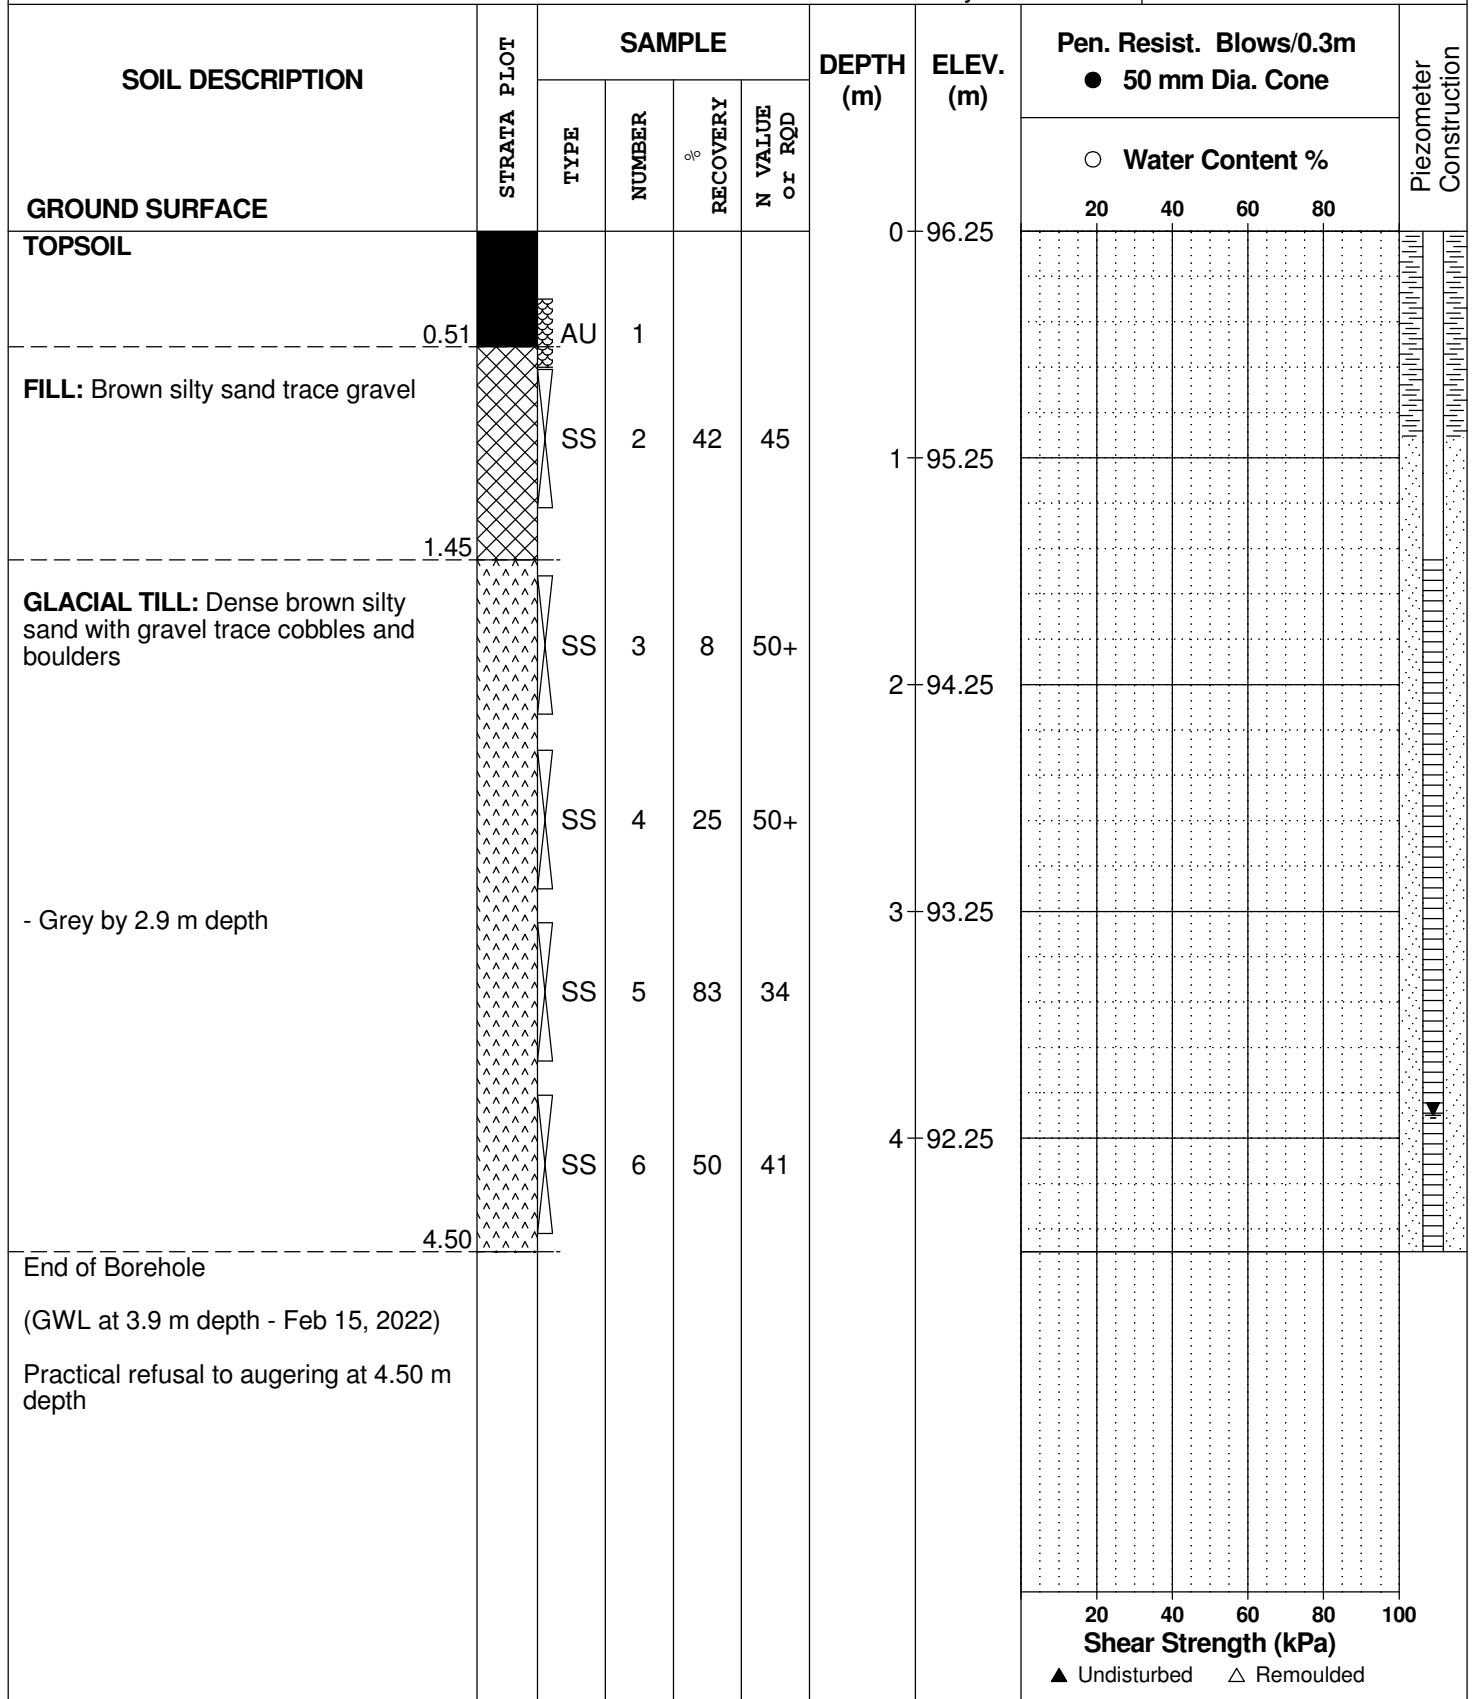 SOIL DESCRIPTION
GROUND SURFACE
STRATA PLOT
SAMPLE
TYPE
NUMBER
%
RECOVERY
N VALUE
or RQD
DEPTH
(m)
ELEV.
(m)
Pen. Resist. Blows/0.3m
● 50 mm Dia. Cone
○ Water Content %
20 40 60 80
Piezometer
Construction
TOPSOIL
0 96.25
0.51
AU 1
FILL: Brown silty sand trace gravel
SS 2 42 45
1 95.25
1.45
GLACIAL TILL: Dense brown silty
sand with gravel trace cobbles and
boulders
SS 3 8 50+
2 94.25
SS 4 25 50+
- Grey by 2.9 m depth
3 93.25
SS 5 83 34
4 92.25
SS 6 50 41
4.50
End of Borehole
(GWL at 3.9 m depth - Feb 15, 2022)
Practical refusal to augering at 4.50 m
depth
20 40 60 80 100
Shear Strength (kPa)
▲ Undisturbed △ Remoulded